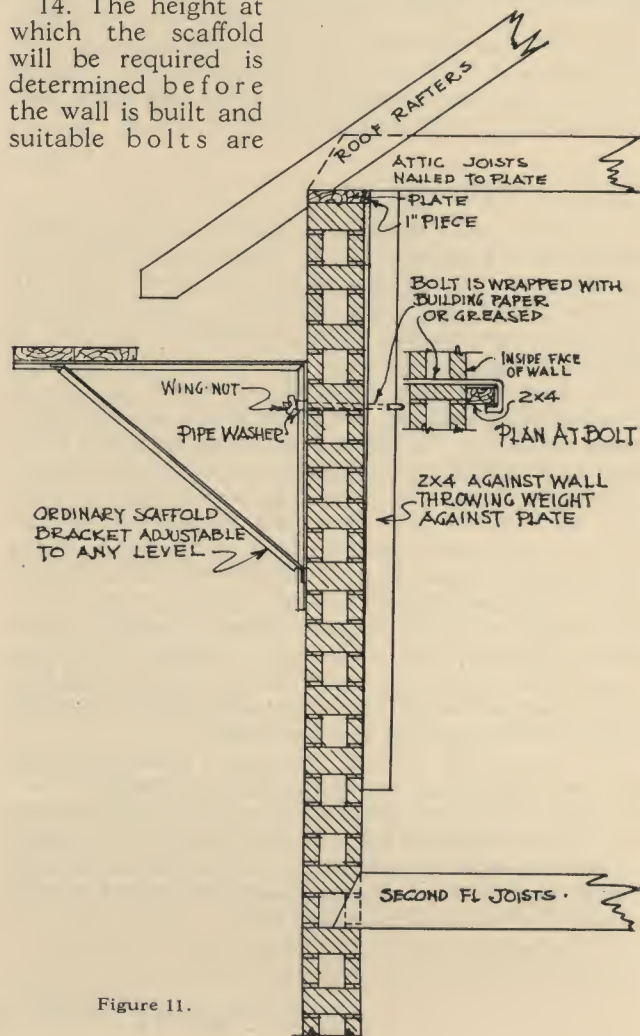 14. The height at
which the scaffold
will be required is
determined before
the wall is built and
suitable bolts are
ROOF RAFTERS
ATTIC JOISTS
NAILED TO PLATE
PLATE
1" PIECE
BOLT IS WRAPPED WITH
BUILDING PAPER
OR GREASED
INSIDE FACE
OF WALL
2X4
PLAN AT BOLT
WING-NUT
PIPE WASHER
2X4 AGAINST WALL
THROWING WEIGHT
AGAINST PLATE
ORDINARY SCAFFOLD
BRACKET ADJUSTABLE
TO ANY LEVEL
SECOND FL JOISTS.
Figure 11.